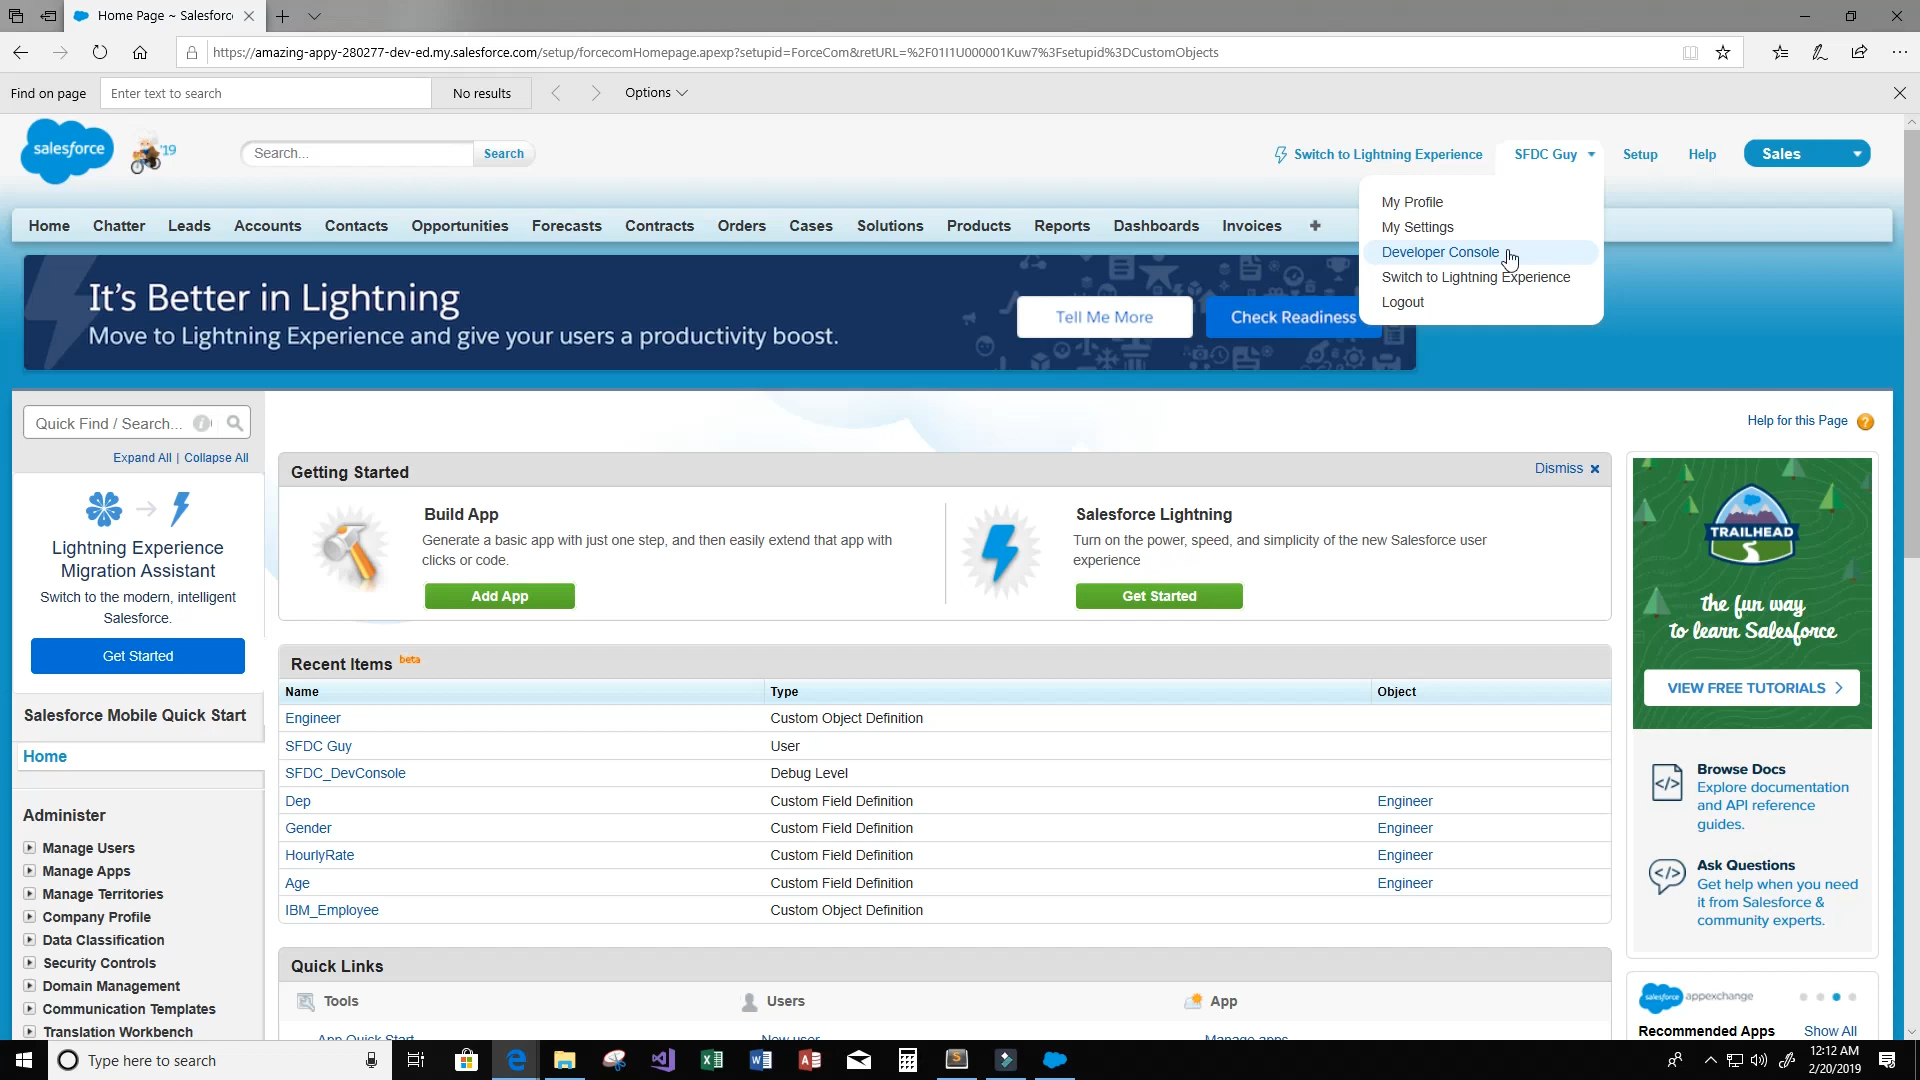 Home Page ~ Salesforc
https://amazing-appy-280277-dev-ed.my.salesforce.com/setup/forcecomHomepage.apexp?setupid=ForceCom&retURL=%2F01I1U000001Kuw7%3Fsetupid%3DCustomObjects
Find on page
Enter text to search
No results
Options
salesforce
'19
Search...
Search
Switch to Lightning Experience
SFDC Guy
Setup
Help
Sales
My Profile
My Settings
Developer Console
Switch to Lightning Experience
Logout
Home
Chatter
Leads
Accounts
Contacts
Opportunities
Forecasts
Contracts
Orders
Cases
Solutions
Products
Reports
Dashboards
Invoices
+
It's Better in Lightning
Move to Lightning Experience and give your users a productivity boost.
Tell Me More
Check Readiness
Quick Find / Search...
Expand All | Collapse All
Lightning Experience
Migration Assistant
Switch to the modern, intelligent
Salesforce.
Get Started
Salesforce Mobile Quick Start
Home
Administer
Manage Users
Manage Apps
Manage Territories
Company Profile
Data Classification
Security Controls
Domain Management
Communication Templates
Translation Workbench
Help for this Page
Getting Started
Dismiss
Build App
Generate a basic app with just one step, and then easily extend that app with
clicks or code.
Add App
Salesforce Lightning
Turn on the power, speed, and simplicity of the new Salesforce user
experience
Get Started
Recent Items beta
Name Type Object
Engineer Custom Object Definition
SFDC Guy User
SFDC_DevConsole Debug Level
Dep Custom Field Definition Engineer
Gender Custom Field Definition Engineer
HourlyRate Custom Field Definition Engineer
Age Custom Field Definition Engineer
IBM_Employee Custom Object Definition
Quick Links
Tools
Users
App
App Quick Start
New user
Manage apps
TRAILHEAD
the fun way
to learn Salesforce
VIEW FREE TUTORIALS
Browse Docs
Explore documentation
and API reference
guides.
Ask Questions
Get help when you need
it from Salesforce &
community experts.
salesforce appexchange
Recommended Apps
Show All
Type here to search
12:12 AM
2/20/2019